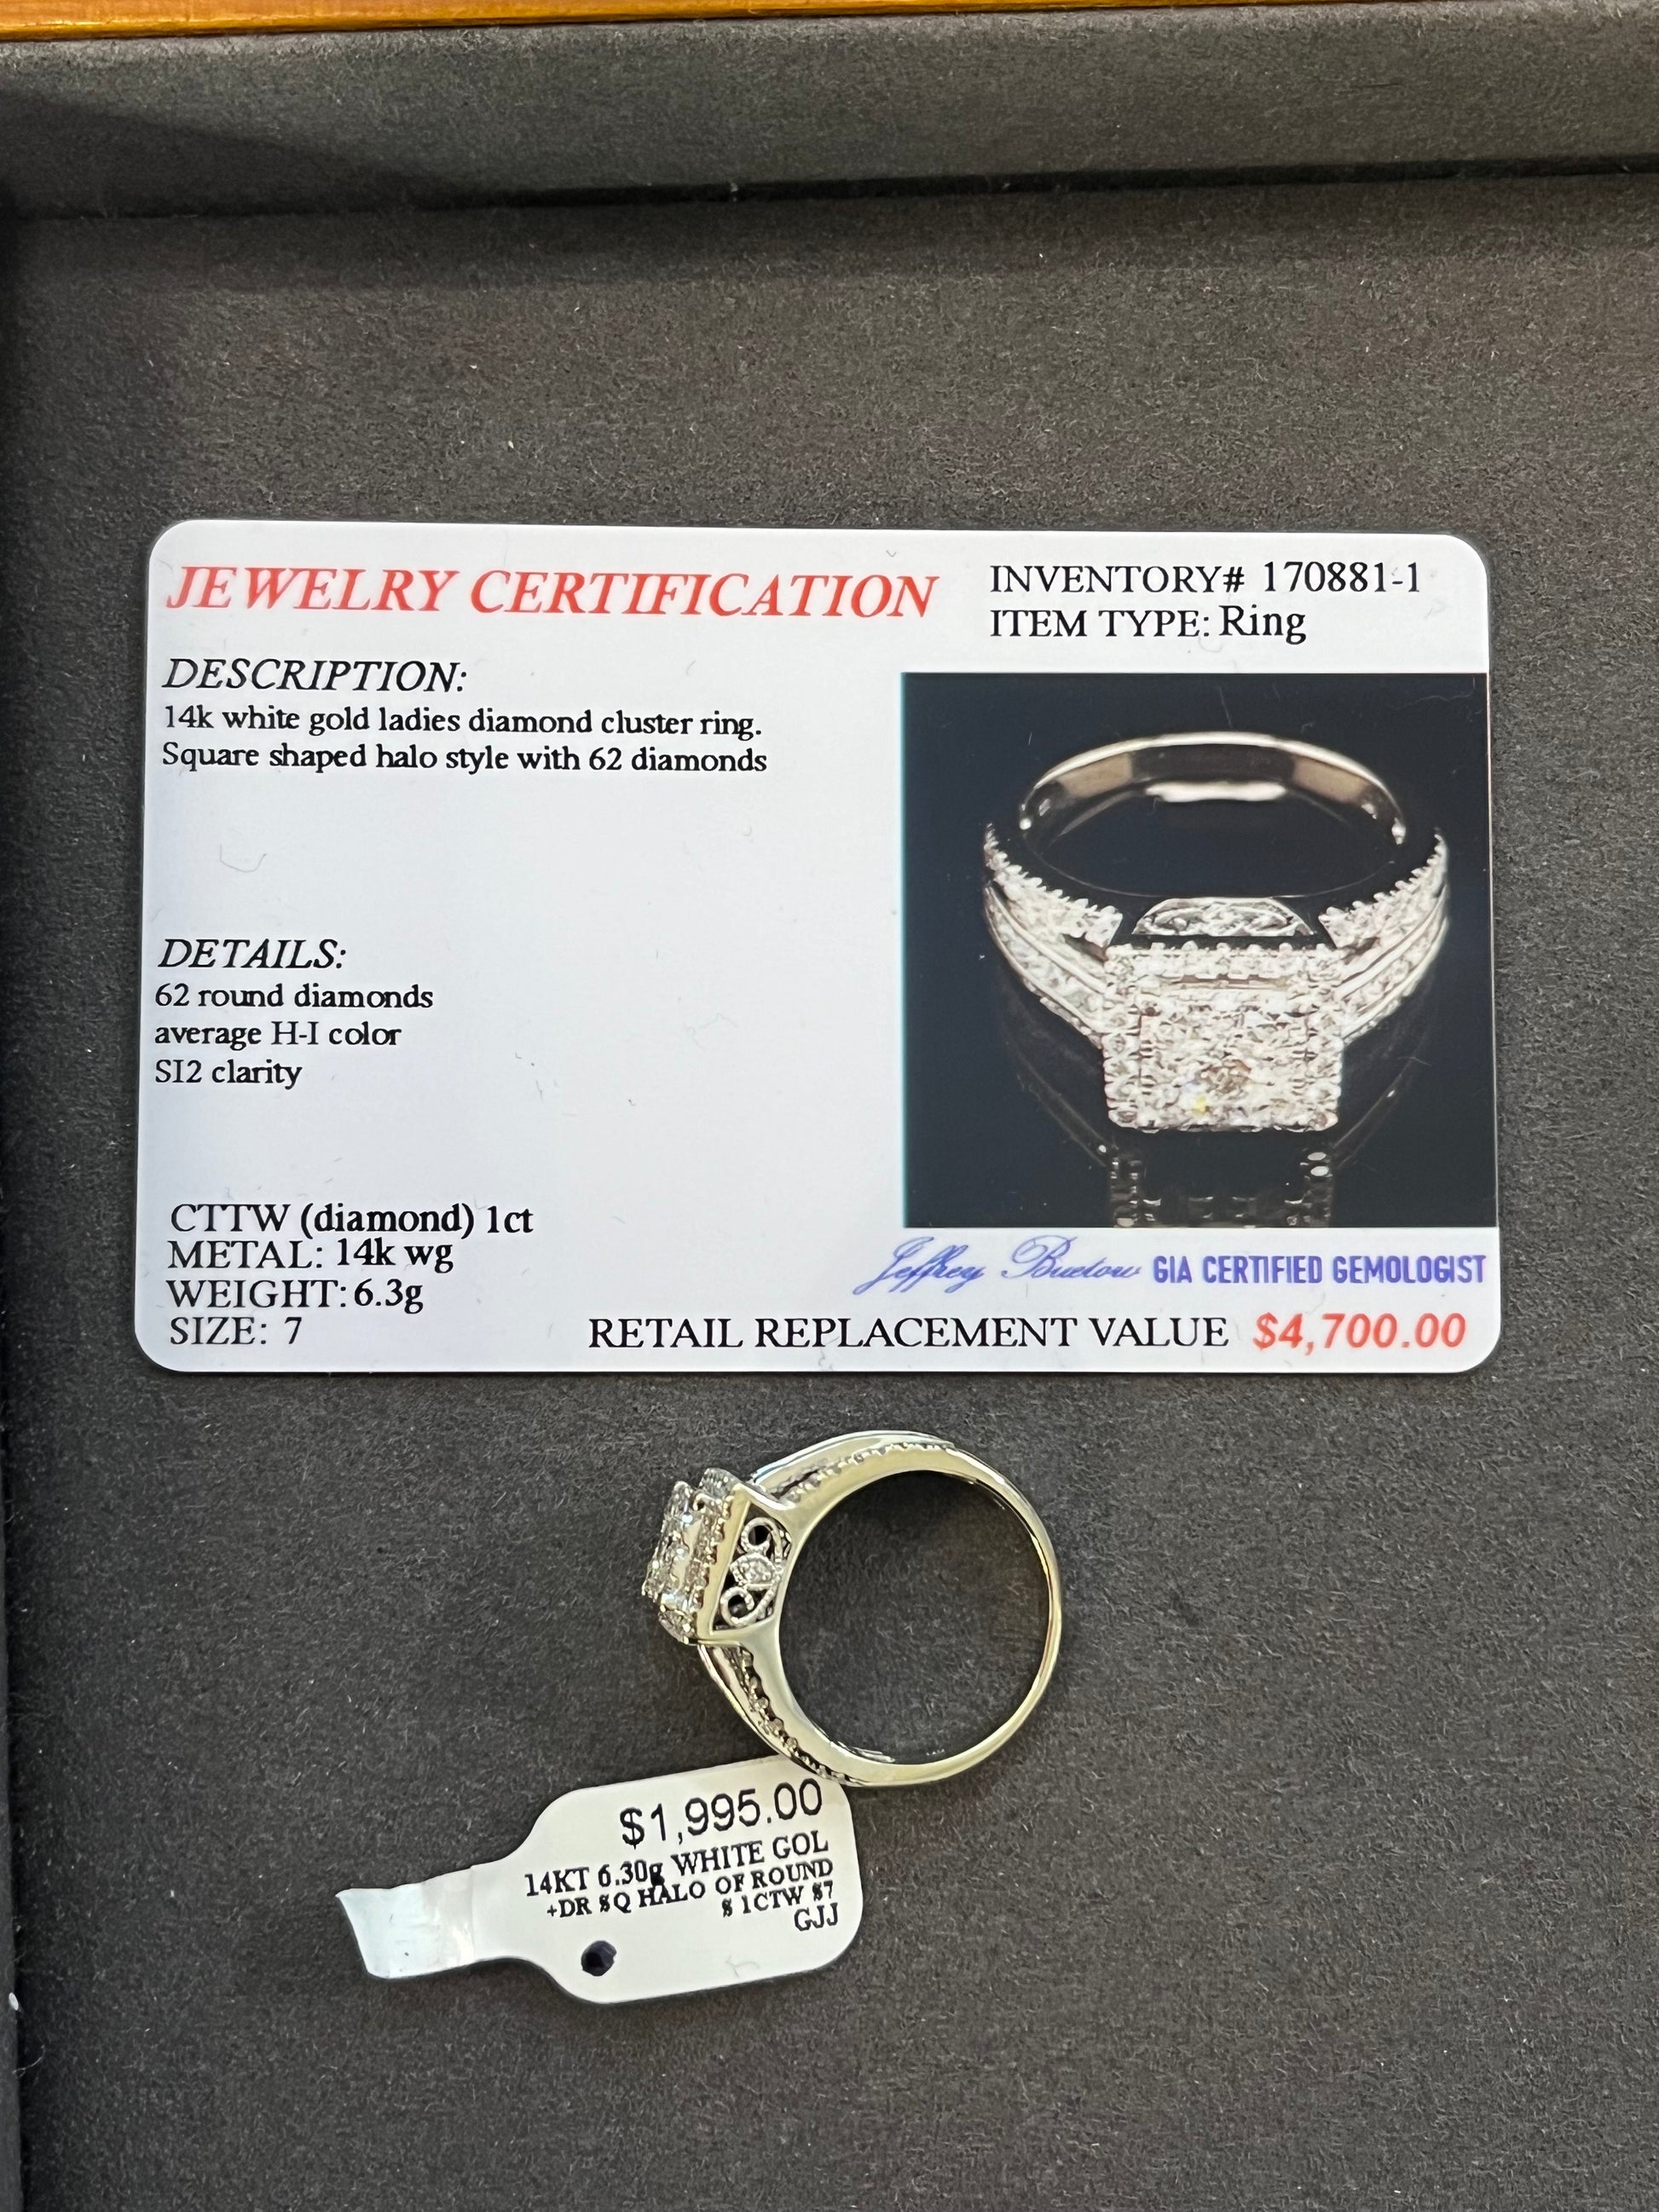 JEWELRY CERTIFICATION
INVENTORY# 170881-1
ITEM TYPE: Ring
DESCRIPTION:
14k white gold ladies diamond cluster ring.
Square shaped halo style with 62 diamonds
DETAILS:
62 round diamonds
average H-I color
SI2 clarity
CTTW (diamond) 1ct
METAL: 14k wg
WEIGHT: 6.3g
SIZE: 7
Jeffrey Buetow GIA CERTIFIED GEMOLOGIST
RETAIL REPLACEMENT VALUE $4,700.00
$1,995.00
14KT 6.30g WHITE GOL
+DR SQ HALO OF ROUND
$ 1CTW S7
GJJ